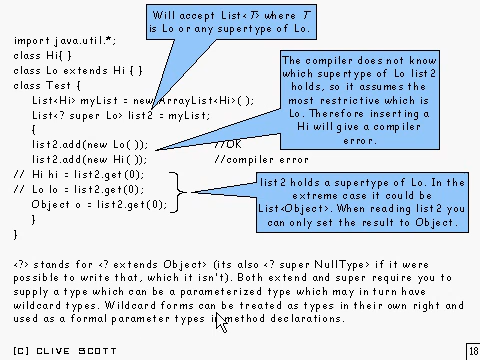 Will accept List<T> where T
is Lo or any supertype of Lo.
import java.util.*;
class Hi{ }
class Lo extends Hi { }
class Test {
List<Hi> myList = new ArrayList<Hi>( );
List<? super Lo> list2 = myList;
{
list2.add(new Lo( )); //OK
list2.add(new Hi( )); //compiler error
// Hi hi = list2.get(0);
// Lo lo = list2.get(0);
Object o = list2.get(0);
}
}
The compiler does not know
which supertype of Lo list2
holds, so it assumes the
most restrictive which is
Lo. Therefore inserting a
Hi will give a compiler
error.
list2 holds a supertype of Lo. In the
extreme case it could be
List<Object>. When reading list2 you
can only set the result to Object.
<?> stands for <? extends Object> (its also <? super NullType> if it were
possible to write that, which it isn't). Both extend and super require you to
supply a type which can be a parameterized type which may in turn have
wildcard types. Wildcard forms can be treated as types in their own right and
used as a formal parameter types in method declarations.
[C] CLIVE SCOTT
18